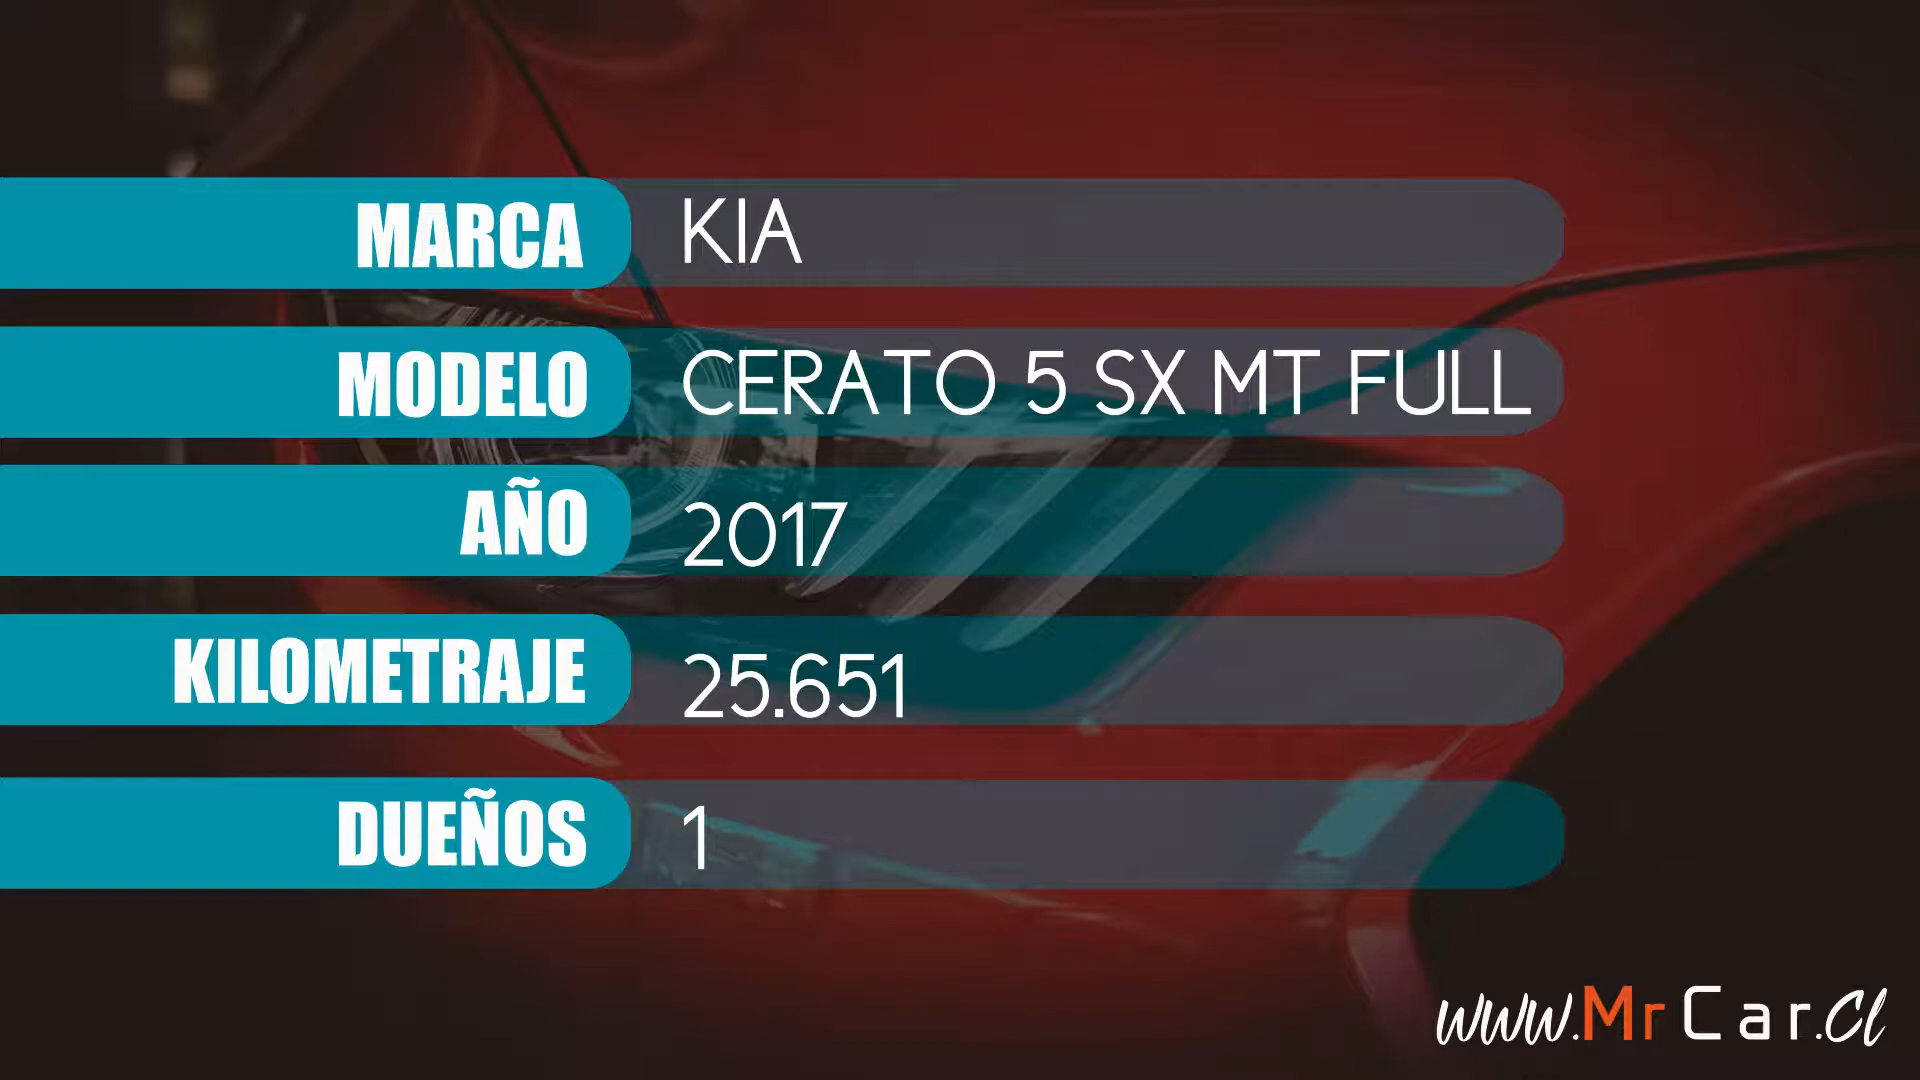 MARCA KIA
MODELO CERATO 5 SX MT FULL
AÑO 2017
KILOMETRAJE 25.651
DUEÑOS 1
www.MrCar.Cl